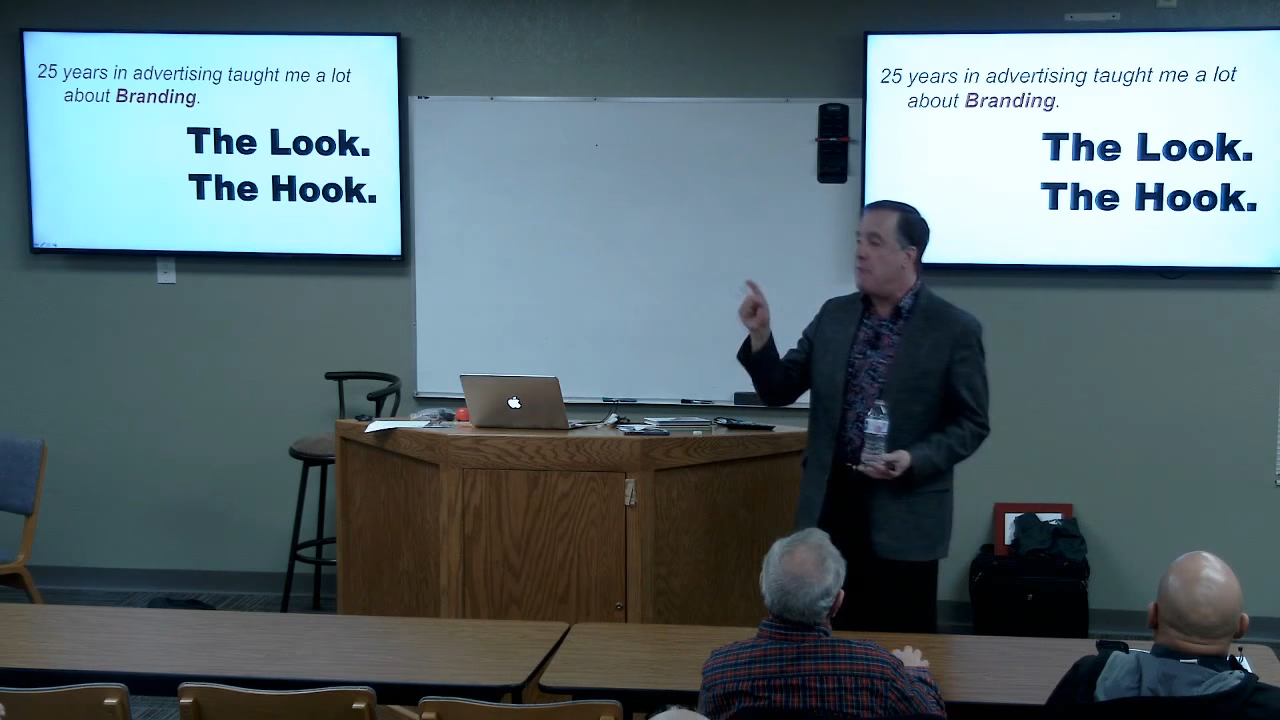 25 years in advertising taught me a lot
about Branding.
The Look.
The Hook.
25 years in advertising taught me a lot
about Branding.
The Look.
The Hook.